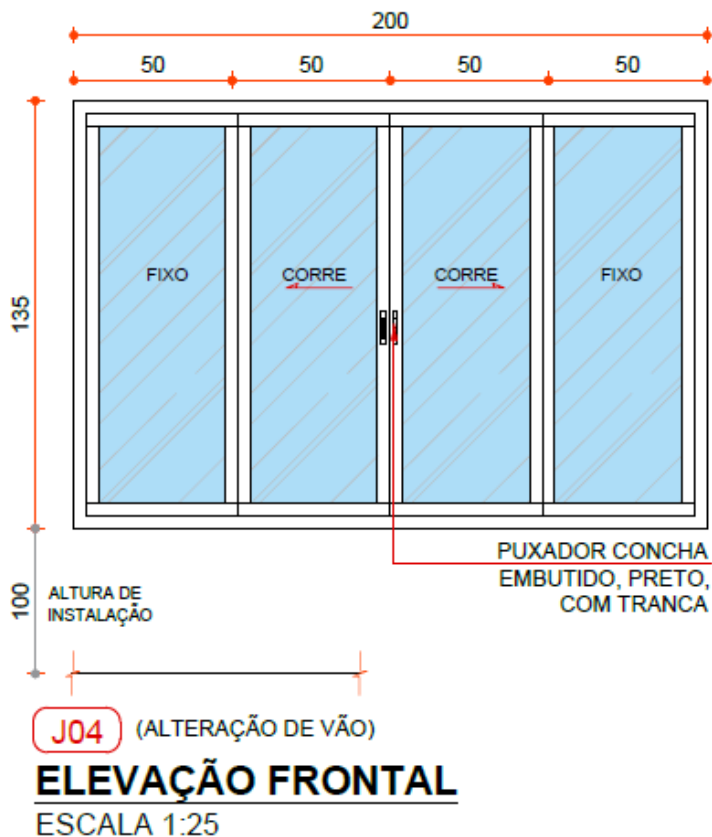 200
50 50 50 50
135
FIXO CORRE CORRE FIXO
PUXADOR CONCHA
EMBUTIDO, PRETO,
COM TRANCA
100
ALTURA DE
INSTALAÇÃO
J04 (ALTERAÇÃO DE VÃO)
ELEVAÇÃO FRONTAL
ESCALA 1:25